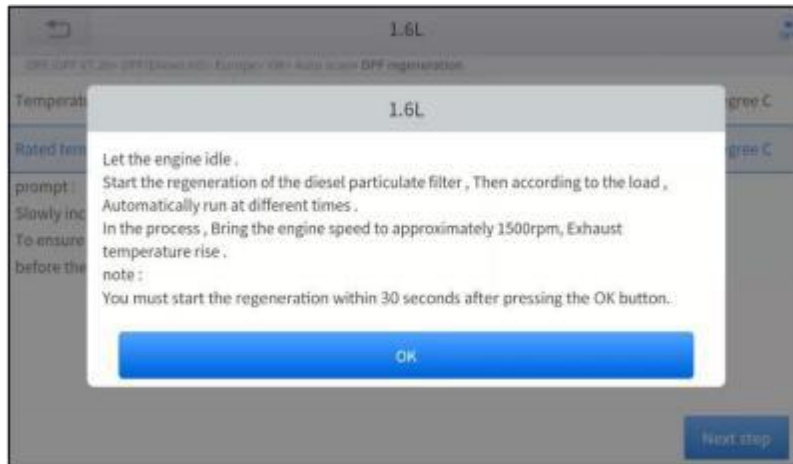 1.6L
DPF regeneration
Temperatu
gree C
Rated tem
gree C
prompt :
Slowly inc
To ensure
before the
1.6L
Let the engine idle .
Start the regeneration of the diesel particulate filter , Then according to the load ,
Automatically run at different times .
In the process , Bring the engine speed to approximately 1500rpm, Exhaust
temperature rise .
note :
You must start the regeneration within 30 seconds after pressing the OK button.
OK
Next step